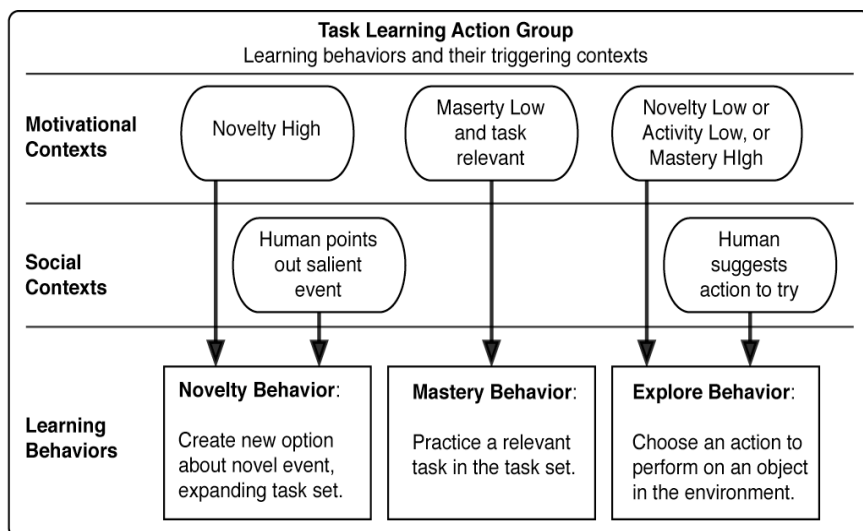 Task Learning Action Group
Learning behaviors and their triggering contexts
Motivational
Contexts
Novelty High
Maserty Low
and task
relevant
Novelty Low or
Activity Low, or
Mastery HIgh
Social
Contexts
Human points
out salient
event
Human
suggests
action to try
Learning
Behaviors
Novelty Behavior:
Create new option
about novel event,
expanding task set.
Mastery Behavior:
Practice a relevant
task in the task set.
Explore Behavior:
Choose an action to
perform on an object
in the environment.